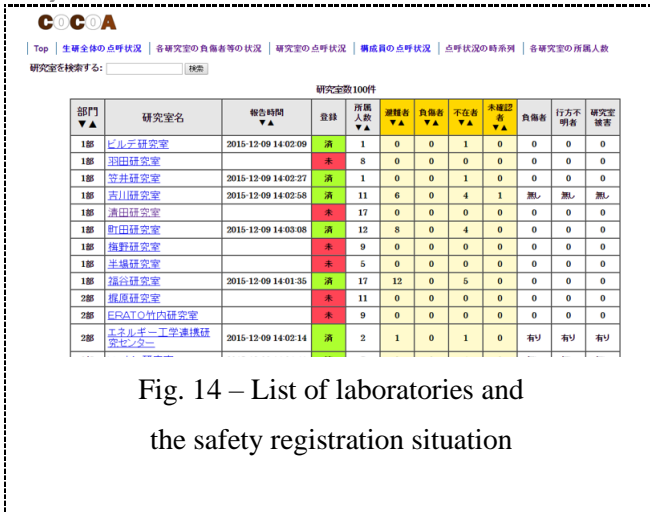 COCOA
Top | 生研全体の点呼状況 | 各研究室の負傷者等の状況 | 研究室の点呼状況 | 構成員の点呼状況 | 点呼状況の時系列 | 各研究室の所属人数
研究室を検索する: 検索
研究室数100件
部門 ▼▲ 研究室名 報告時間 ▼▲ 登録 所属人数 ▼▲ 避難者 ▼▲ 負傷者 ▼▲ 不在者 ▼▲ 未確認者 ▼▲ 負傷者 行方不明者 研究室被害
1部 ビルデ研究室 2015-12-09 14:02:09 済 1 0 0 1 0 0 0 0
1部 羽田研究室 未 8 0 0 0 0 0 0 0
1部 笠井研究室 2015-12-09 14:02:27 済 1 0 0 1 0 0 0 0
1部 吉川研究室 2015-12-09 14:02:58 済 11 6 0 4 1 無し 無し 無し
1部 清田研究室 未 17 0 0 0 0 0 0 0
1部 町田研究室 2015-12-09 14:03:08 済 12 8 0 4 0 0 0 0
1部 梅野研究室 未 9 0 0 0 0 0 0 0
1部 半場研究室 未 5 0 0 0 0 0 0 0
1部 福谷研究室 2015-12-09 14:01:35 済 17 12 0 5 0 0 0 0
2部 梶原研究室 未 11 0 0 0 0 0 0 0
2部 ERATO竹内研究室 未 9 0 0 0 0 0 0 0
2部 エネルギー工学連携研究センター 2015-12-09 14:02:14 済 2 1 0 1 0 有り 有り 有り
Fig. 14 – List of laboratories and
the safety registration situation